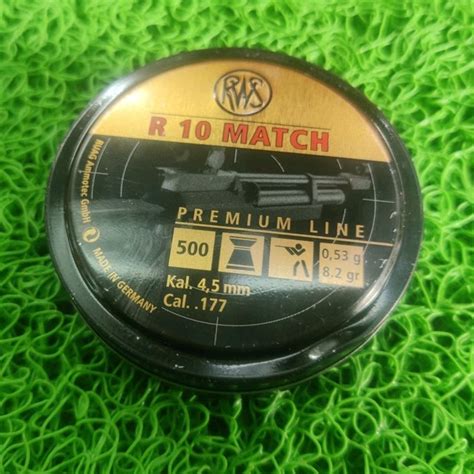 RWS
R 10 MATCH
PREMIUM LINE
500
0,53 g
8.2 gr
Kal. 4,5 mm
Cal. .177
RUAG Ammotec GmbH
MADE IN GERMANY